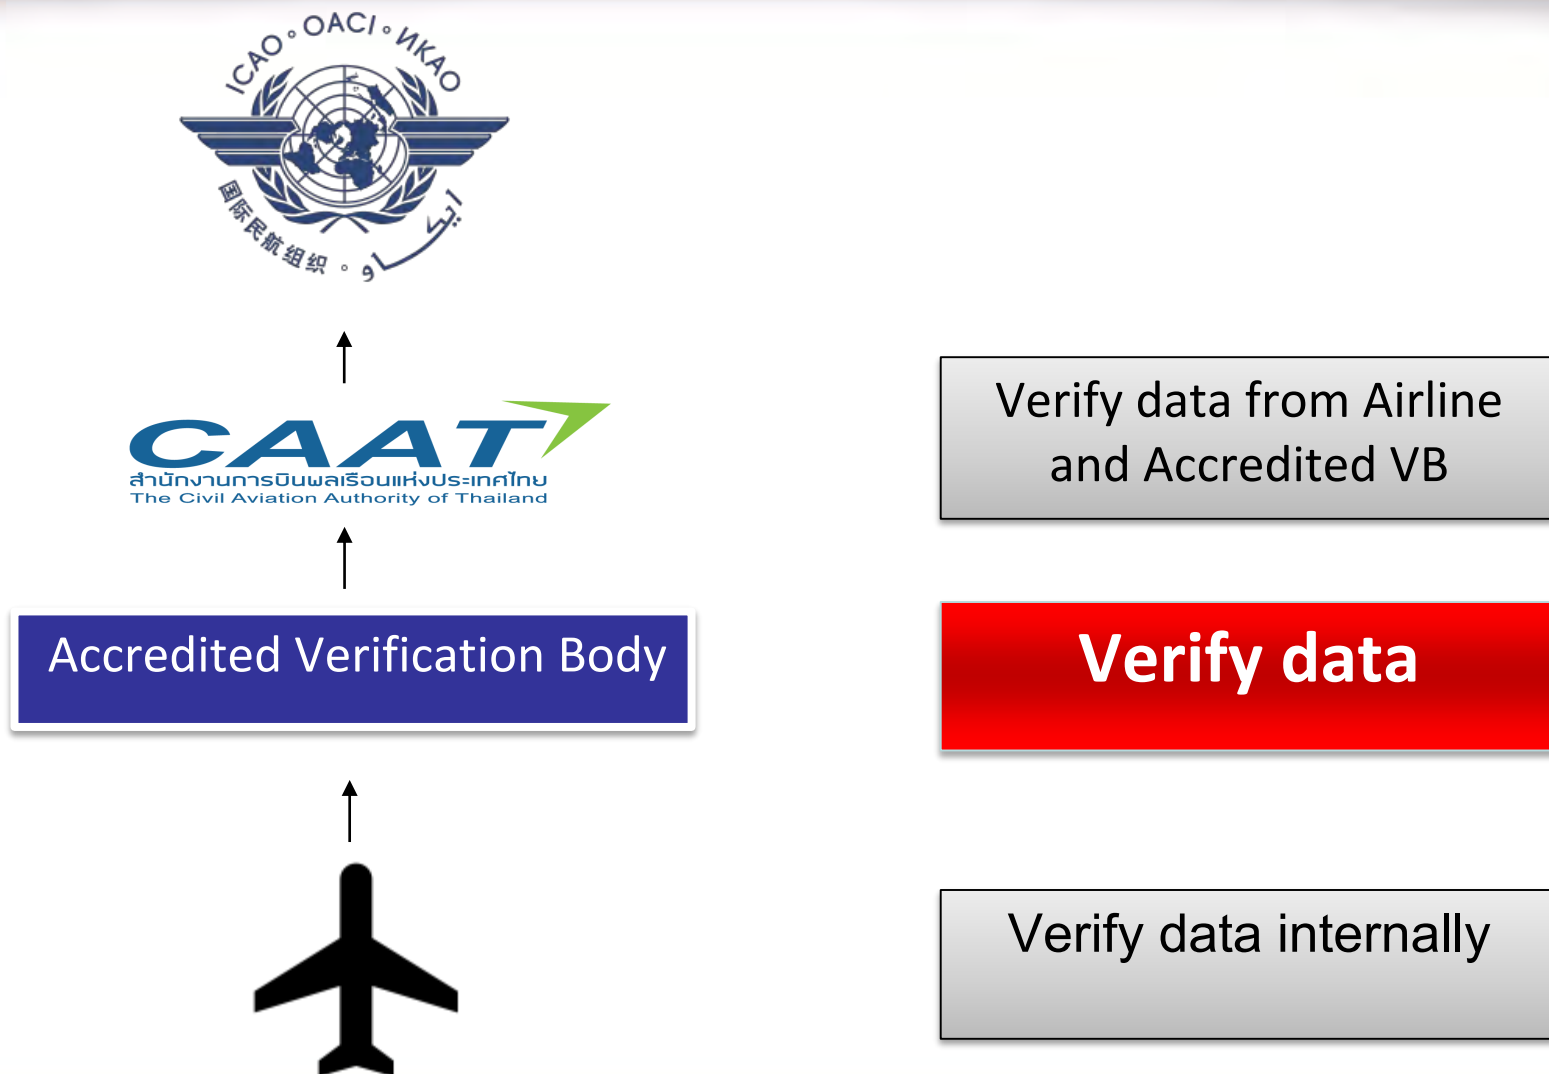 ICAO ° OACI ° ИКАО
国际民航组织 ° ايكاو
CAAT
สำนักงานการบินพลเรือนแห่งประเทศไทย
The Civil Aviation Authority of Thailand
Verify data from Airline
and Accredited VB
Accredited Verification Body
Verify data
Verify data internally